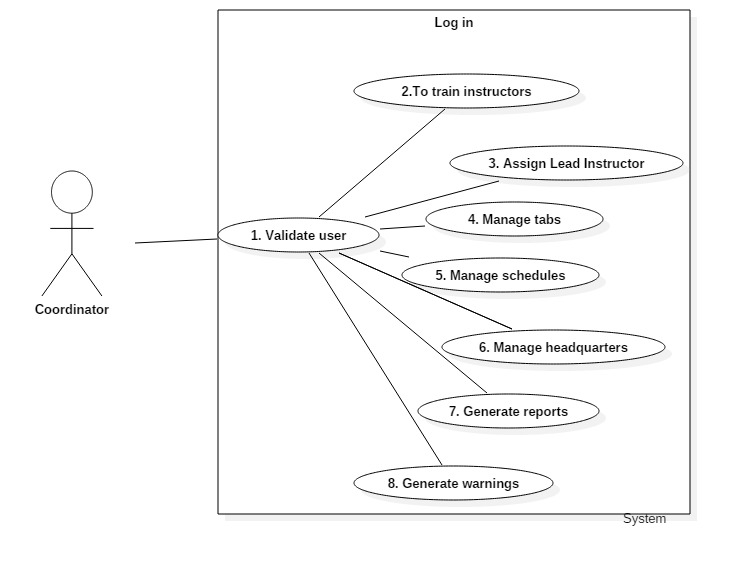 Log in
2.To train instructors
3. Assign Lead Instructor
4. Manage tabs
1. Validate user
5. Manage schedules
Coordinator
6. Manage headquarters
7. Generate reports
8. Generate warnings
System